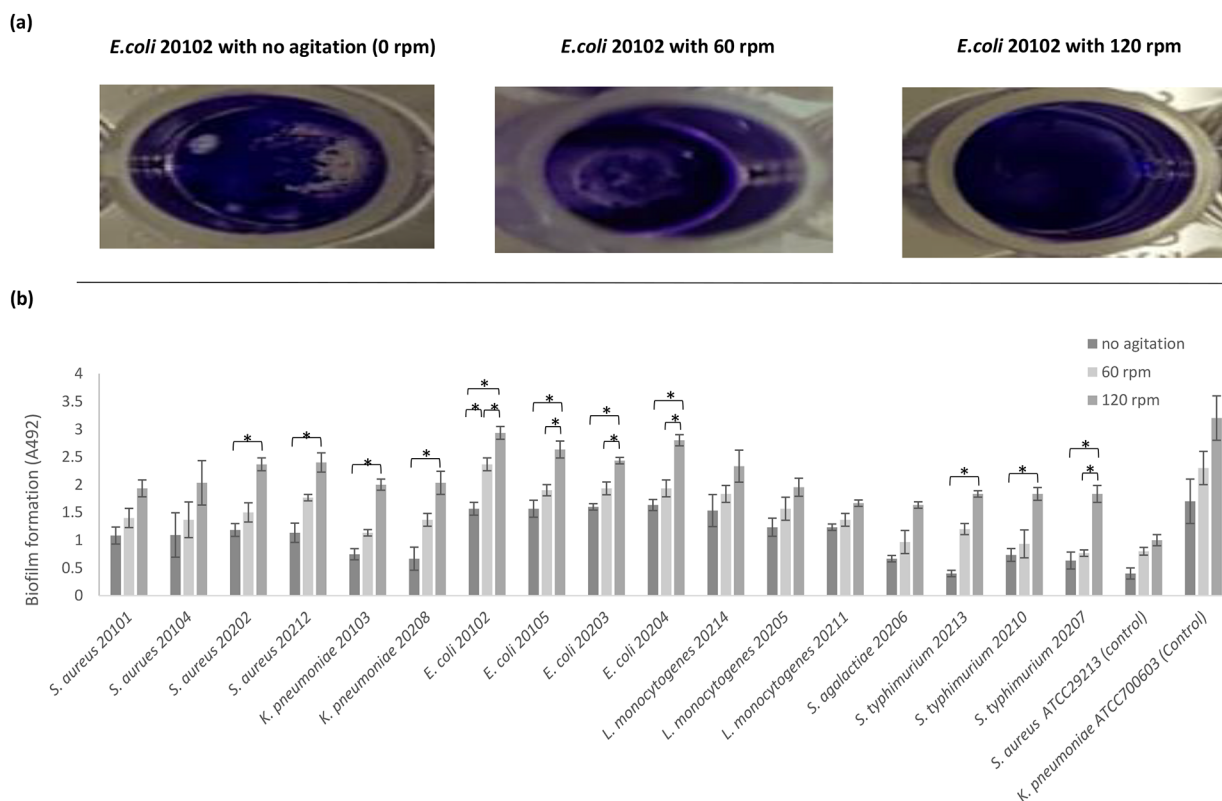 (a)
E.coli 20102 with no agitation (0 rpm)
E.coli 20102 with 60 rpm
E.coli 20102 with 120 rpm
(b)
no agitation
60 rpm
120 rpm
Biofilm formation (A492)
4
3.5
3
2.5
2
1.5
1
0.5
0
* * * * * * * * * * * * * * * * * *
S. aureus 20101
S. aurues 20104
S. aureus 20202
S. aureus 20212
K. pneumoniae 20103
K. pneumoniae 20208
E. coli 20102
E. coli 20105
E. coli 20203
E. coli 20204
L. monocytogenes 20214
L. monocytogenes 20205
L. monocytogenes 20211
S. agalactiae 20206
S. typhimurium 20213
S. typhimurium 20210
S. typhimurium 20207
S. aureus ATCC29213 (control)
K. pneumoniae ATCC700603 (Control)